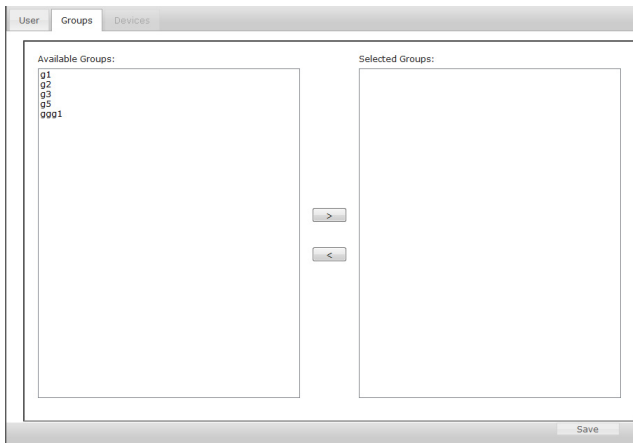 User Groups Devices
Available Groups: Selected Groups:
g1
g2
g3
g5
ggg1
>
<
Save